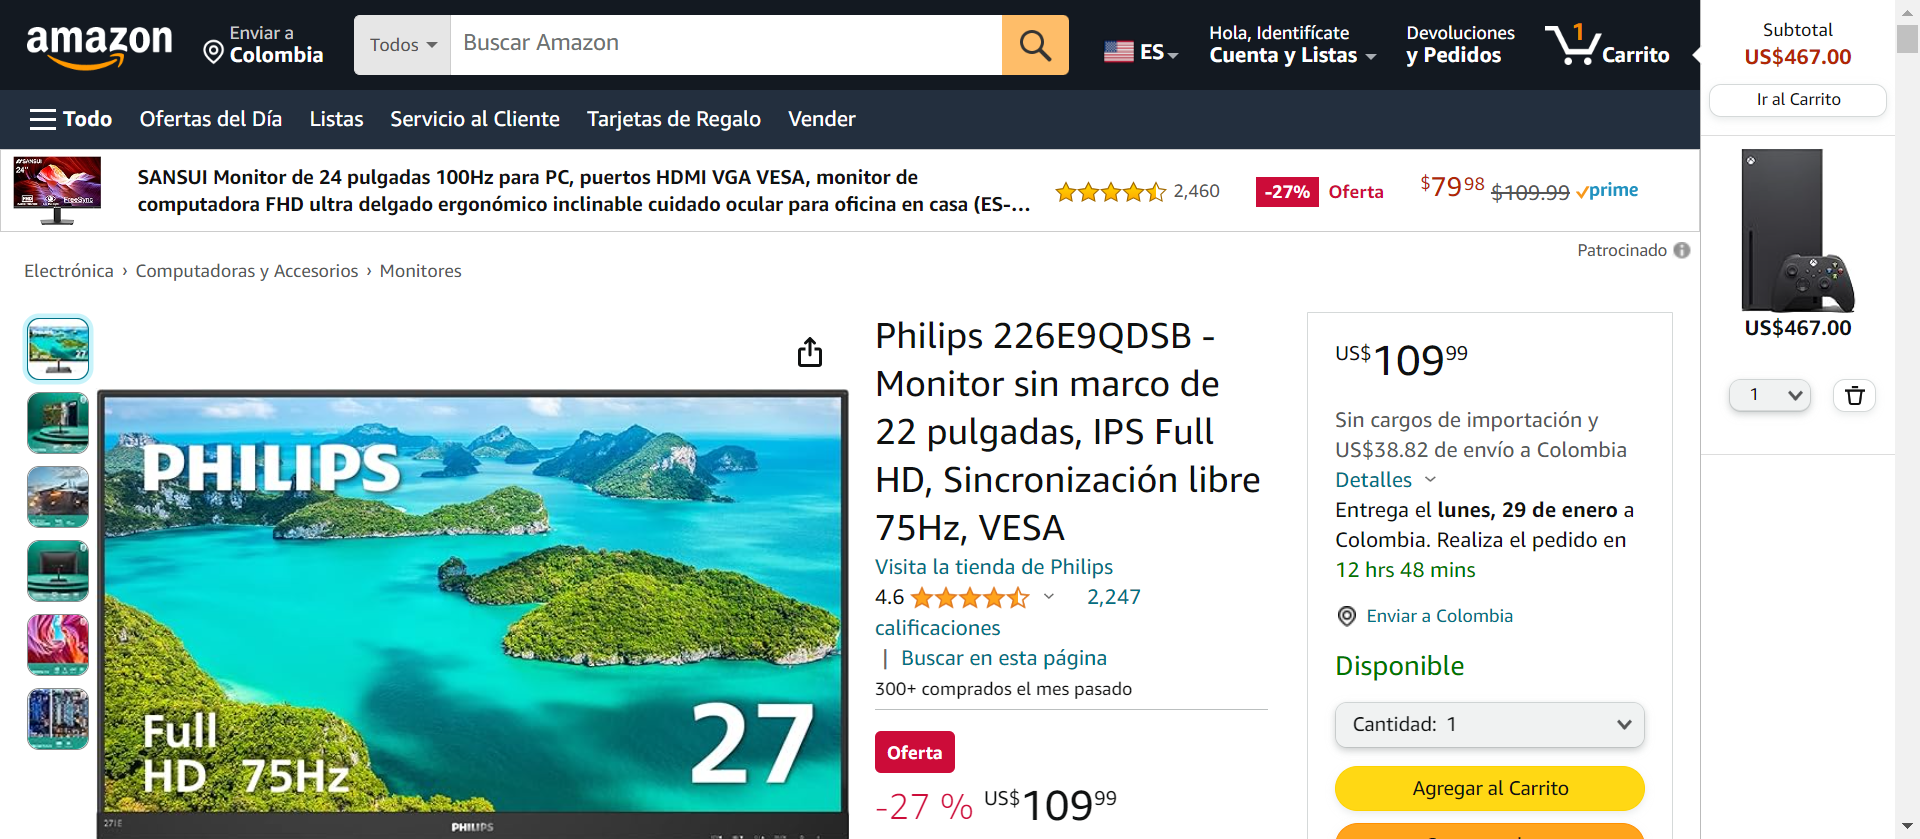 amazon
Enviar a
Colombia
Todos
Buscar Amazon
ES
Hola, Identifícate
Cuenta y Listas
Devoluciones
y Pedidos
1
Carrito
Subtotal
US$467.00
Ir al Carrito
US$467.00
1
Todo
Ofertas del Día
Listas
Servicio al Cliente
Tarjetas de Regalo
Vender
SANSUI
24"
FreeSync
SANSUI Monitor de 24 pulgadas 100Hz para PC, puertos HDMI VGA VESA, monitor de
computadora FHD ultra delgado ergonómico inclinable cuidado ocular para oficina en casa (ES-...
2,460
-27%
Oferta
$79.98 $109.99 prime
Patrocinado
Electrónica › Computadoras y Accesorios › Monitores
27
PHILIPS
Full
HD 75Hz
27
271E
PHILIPS
Philips 226E9QDSB -
Monitor sin marco de
22 pulgadas, IPS Full
HD, Sincronización libre
75Hz, VESA
Visita la tienda de Philips
4.6
2,247
calificaciones
| Buscar en esta página
300+ comprados el mes pasado
Oferta
-27 % US$109.99
US$109.99
Sin cargos de importación y
US$38.82 de envío a Colombia
Detalles
Entrega el lunes, 29 de enero a
Colombia. Realiza el pedido en
12 hrs 48 mins
Enviar a Colombia
Disponible
Cantidad: 1
Agregar al Carrito